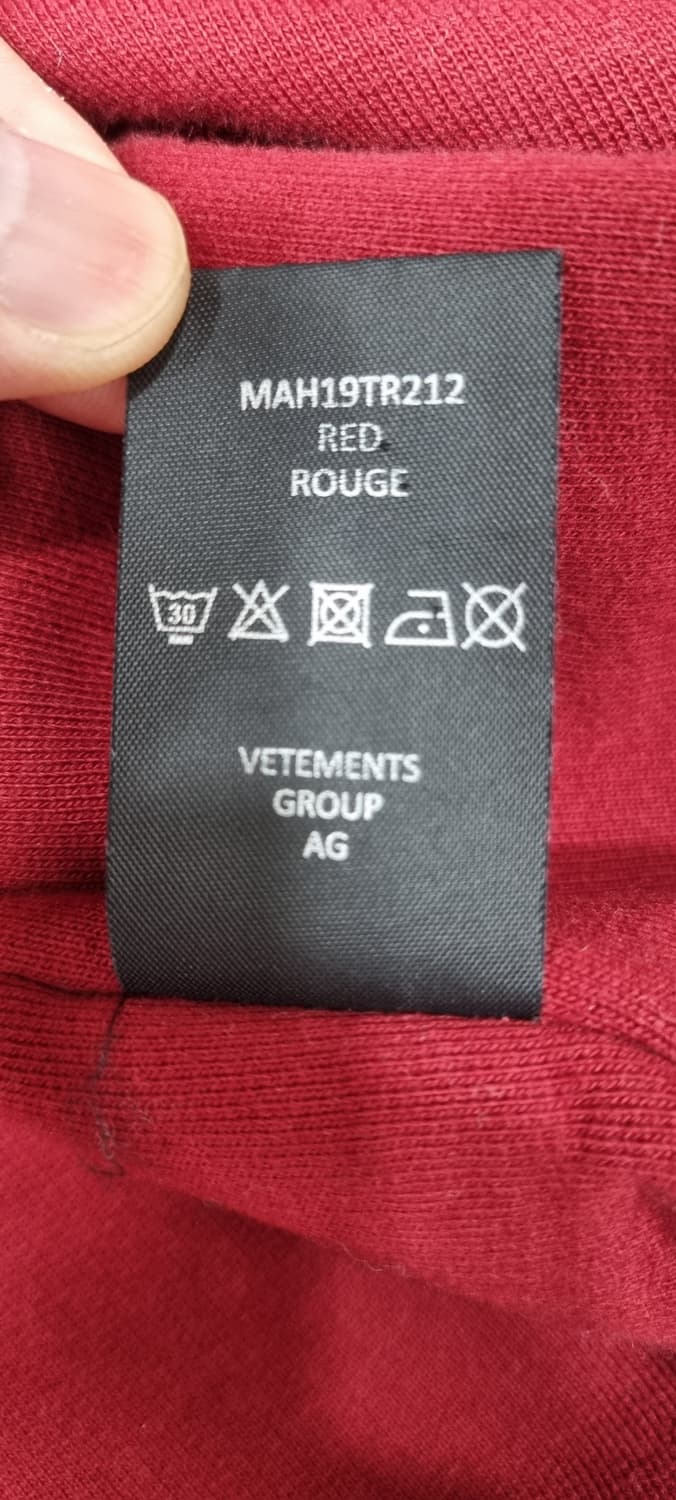 MAH19TR212
RED
ROUGE
30
VETEMENTS
GROUP
AG